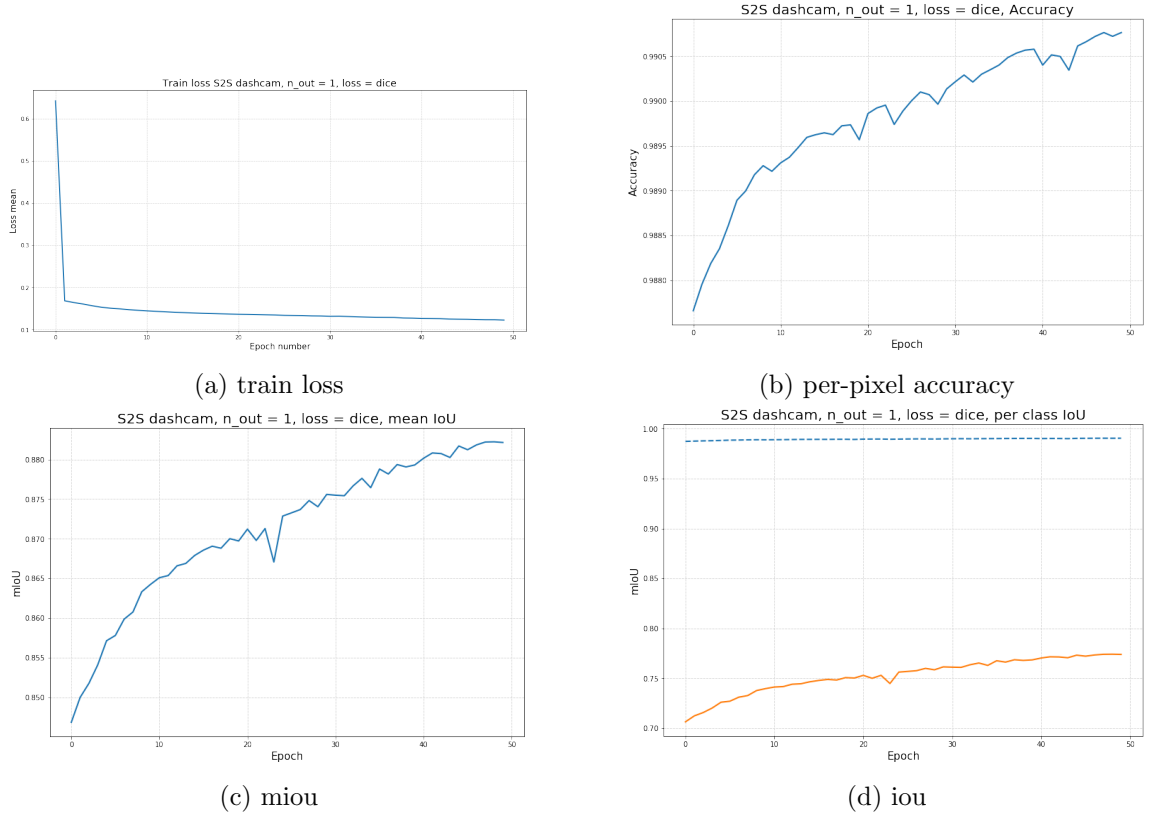 Train loss S2S dashcam, n_out = 1, loss = dice
Loss mean
0.6
0.5
0.4
0.3
0.2
0.1
0 10 20 30 40 50
Epoch number
(a) train loss
S2S dashcam, n_out = 1, loss = dice, Accuracy
Accuracy
0.9905
0.9900
0.9895
0.9890
0.9885
0.9880
0 10 20 30 40 50
Epoch
(b) per-pixel accuracy
S2S dashcam, n_out = 1, loss = dice, mean IoU
mIoU
0.880
0.875
0.870
0.865
0.860
0.855
0.850
0 10 20 30 40 50
Epoch
(c) miou
S2S dashcam, n_out = 1, loss = dice, per class IoU
mIoU
1.00
0.95
0.90
0.85
0.80
0.75
0.70
0 10 20 30 40 50
Epoch
(d) iou